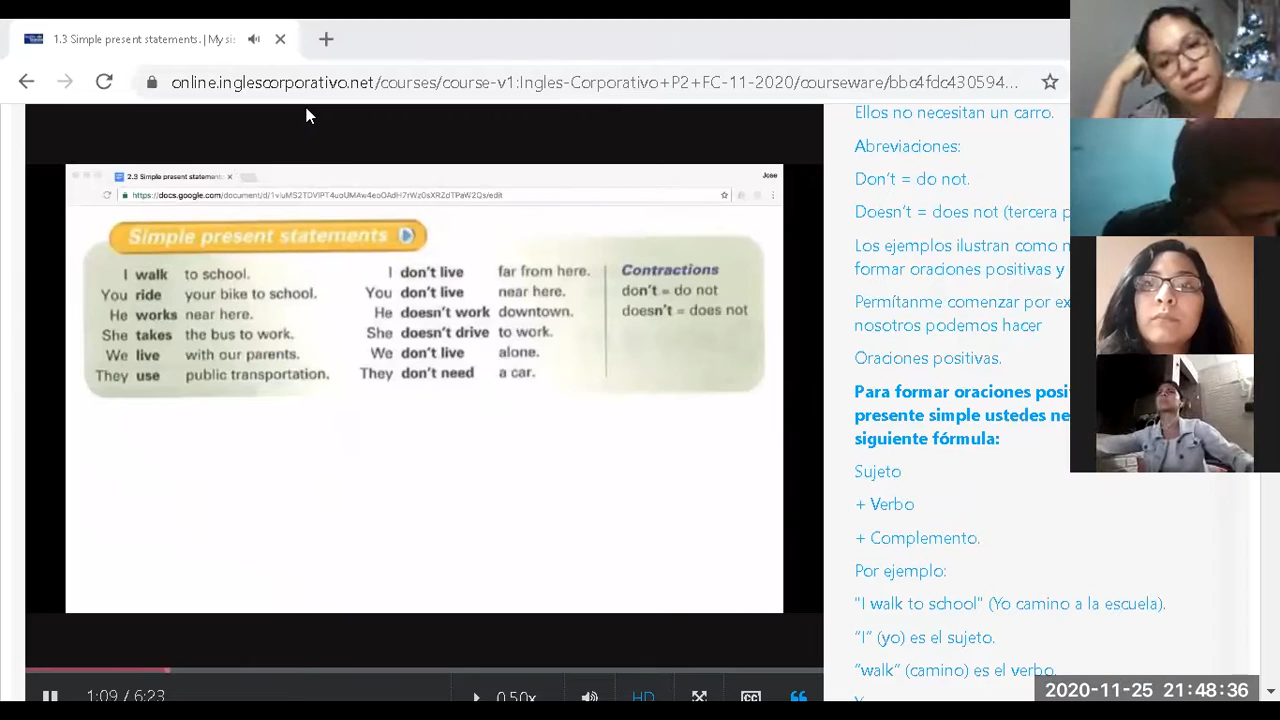 1.3 Simple present statements. | My sis
online.inglescorporativo.net/courses/course-v1:Ingles-Corporativo+P2+FC-11-2020/courseware/bbc4fdc430594...
2.3 Simple present statement:
Jose
Simple present statements
I walk to school.
You ride your bike to school.
He works near here.
She takes the bus to work.
We live with our parents.
They use public transportation.
I don't live far from here.
You don't live near here.
He doesn't work downtown.
She doesn't drive to work.
We don't live alone.
They don't need a car.
Contractions
don't = do not
doesn't = does not
1:09 / 6:23
0.50x
HD
CC
Ellos no necesitan un carro.
Abreviaciones:
Don't = do not.
Doesn't = does not (tercera p
Los ejemplos ilustran como n
formar oraciones positivas y
Permítanme comenzar por ex
nosotros podemos hacer
Oraciones positivas.
Para formar oraciones posi
presente simple ustedes ne
siguiente fórmula:
Sujeto
+ Verbo
+ Complemento.
Por ejemplo:
"I walk to school" (Yo camino a la escuela).
"I" (yo) es el sujeto.
"walk" (camino) es el verbo.
2020-11-25 21:48:36